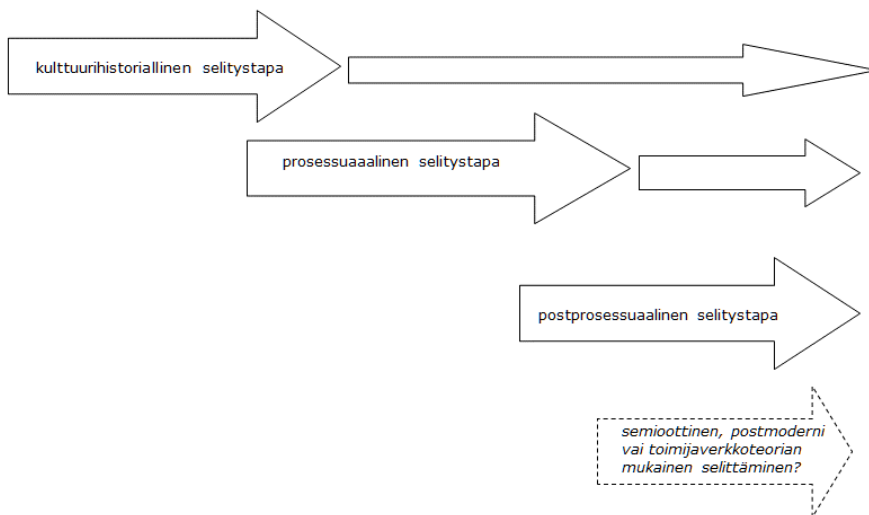 kulttuurihistoriallinen selitystapa
prosessuaaalinen selitystapa
postprosessuaalinen selitystapa
semioottinen, postmoderni
vai toimijaverkkoteorian
mukainen selittäminen?